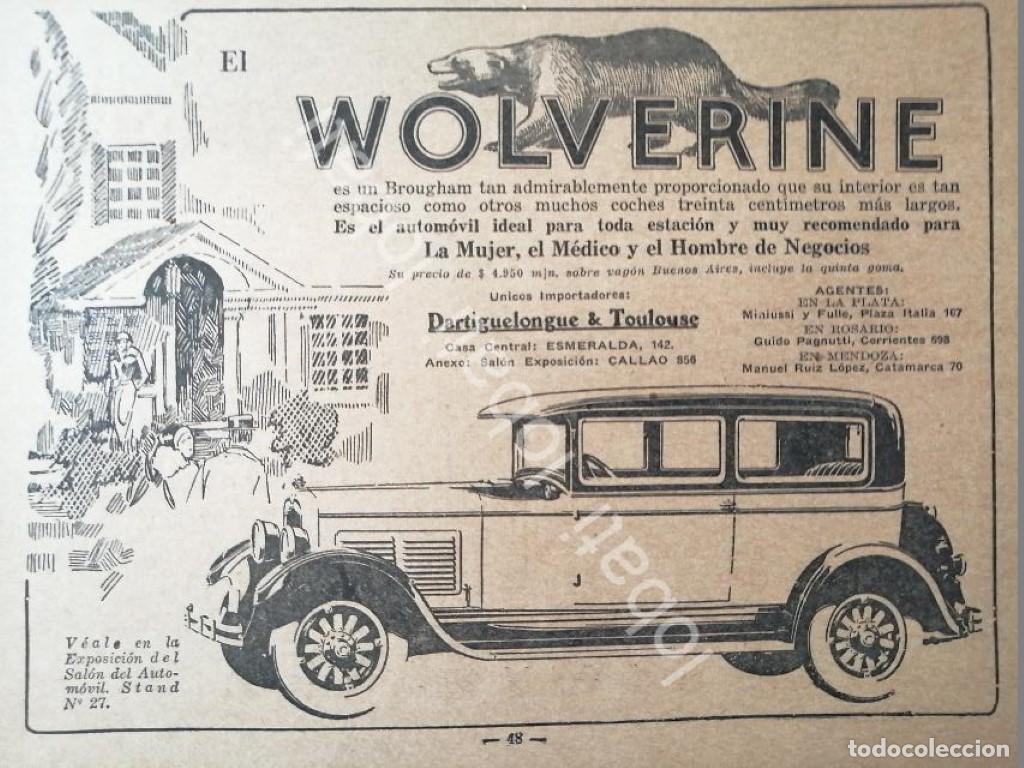 El
WOLVERINE
es un Brougham tan admirablemente proporcionado que su interior es tan
espacioso como otros muchos coches treinta centímetros más largos.
Es el automóvil ideal para toda estación y muy recomendado para
La Mujer, el Médico y el Hombre de Negocios
Su precio de $ 4.950 m|n. sobre vagón Buenos Aires, incluye la quinta goma.
Unicos Importadores:
Dartiguelongue & Toulouse
Casa Central: ESMERALDA, 142.
Anexo: Salón Exposición: CALLAO 856
AGENTES:
EN LA PLATA:
Miniussi y Fulle, Plaza Italia 167
EN ROSARIO:
Guido Pagnutti, Corrientes 698
EN MENDOZA:
Manuel Ruiz López, Catamarca 70
Véale en la
Exposición del
Salón del Auto-
móvil. Stand
Nº 27.
— 48 —
todocoleccion